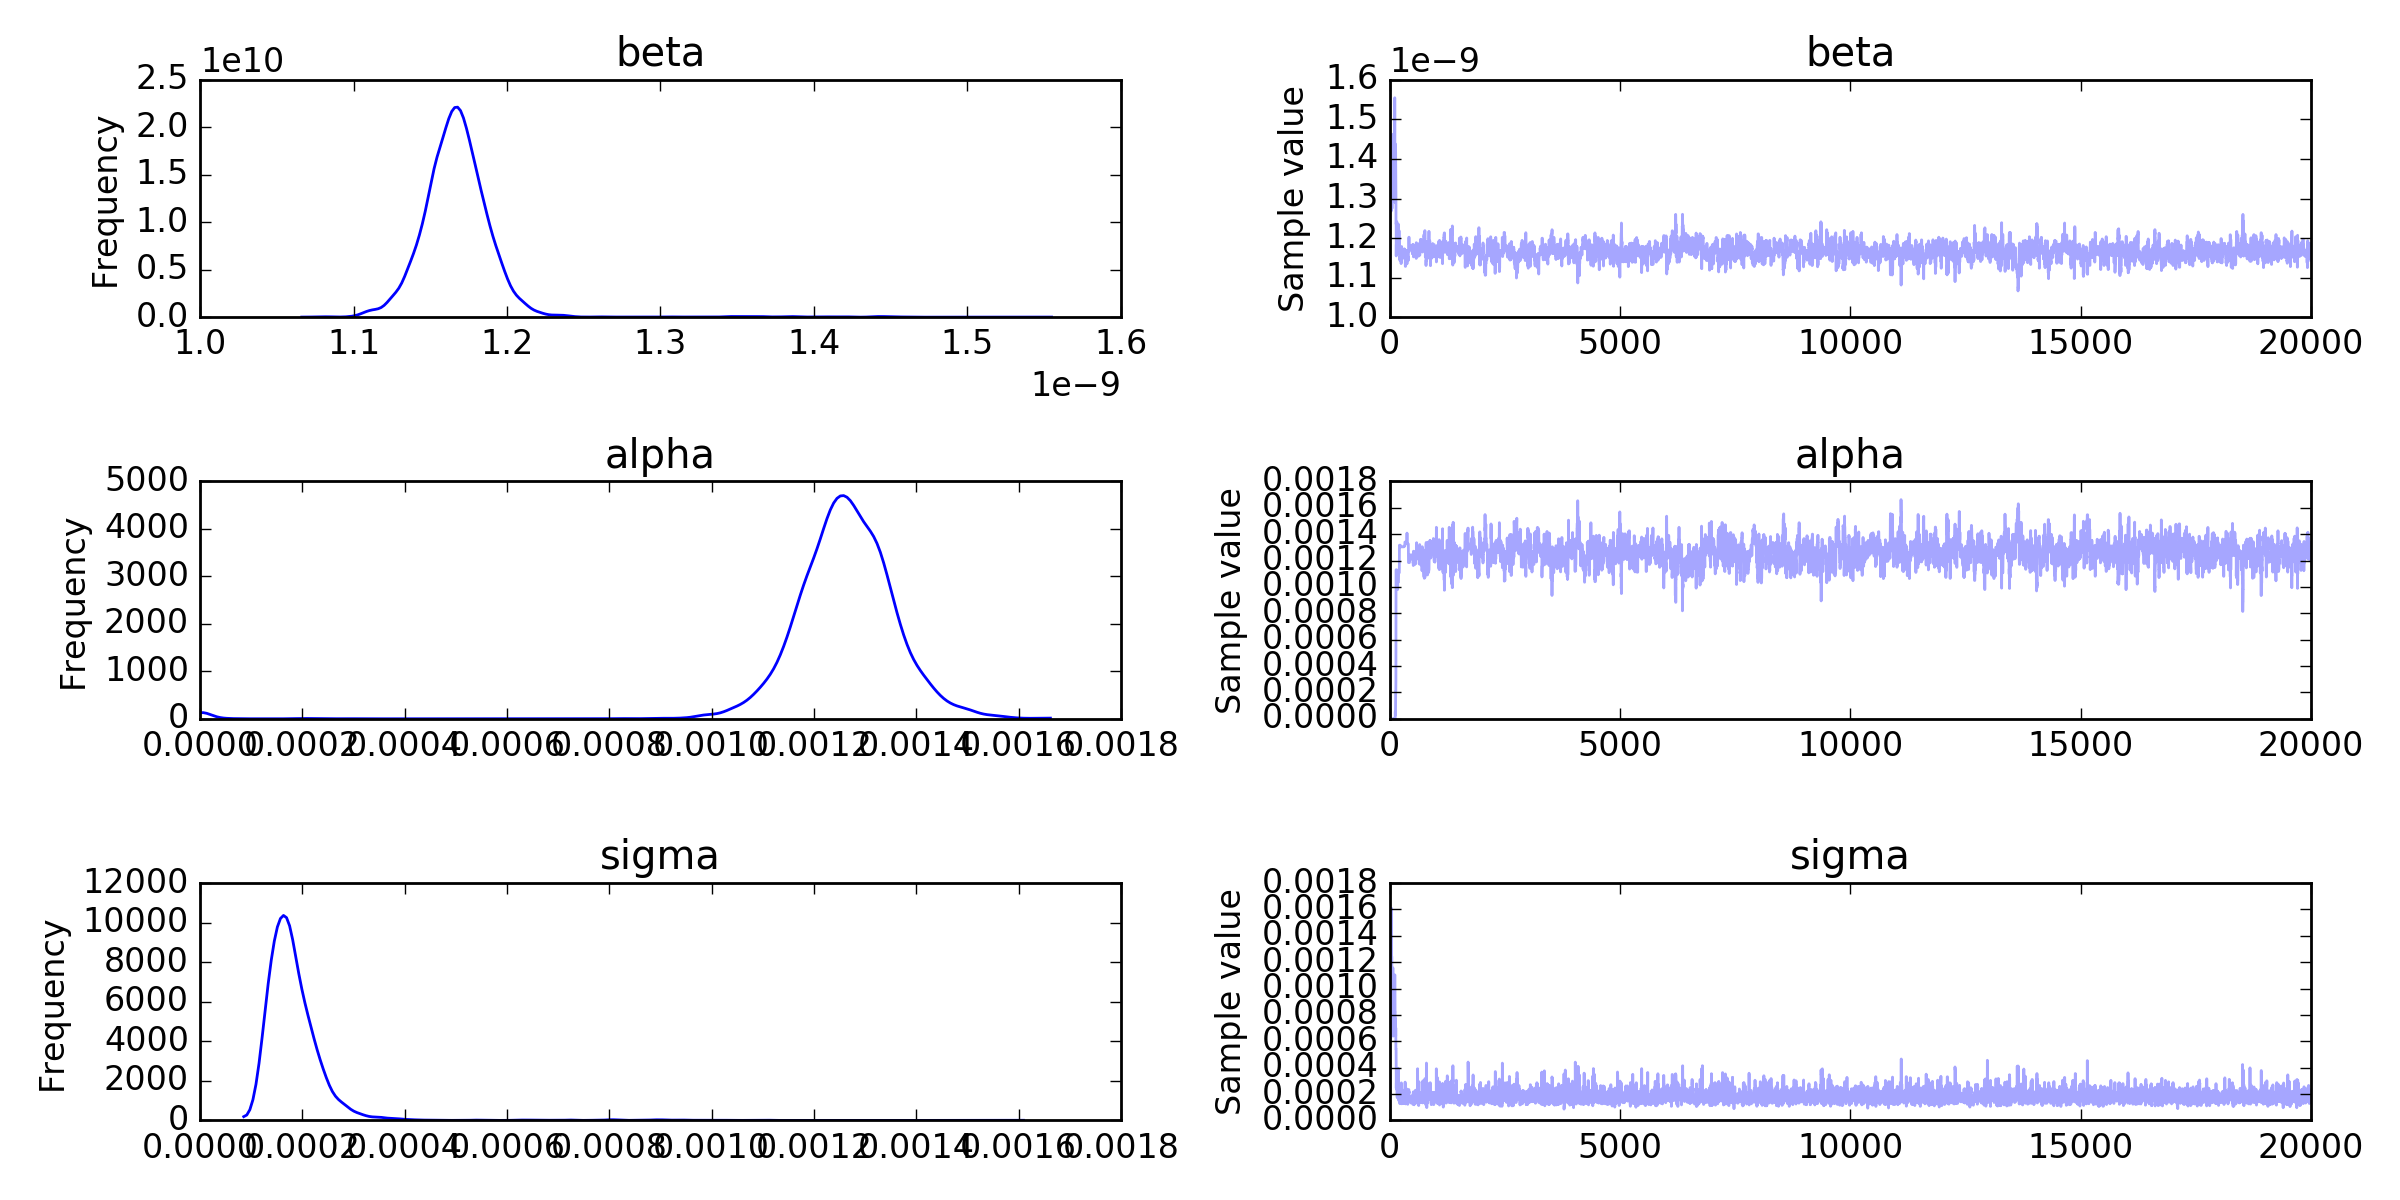 beta
1e10
Frequency
2.5
2.0
1.5
1.0
0.5
0.0
1.0 1.1 1.2 1.3 1.4 1.5 1.6
1e−9
beta
1e−9
Sample value
1.6
1.5
1.4
1.3
1.2
1.1
1.0
0 5000 10000 15000 20000
alpha
Frequency
5000
4000
3000
2000
1000
0
0.0000 0.0002 0.0004 0.0006 0.0008 0.0010 0.0012 0.0014 0.0016 0.0018
alpha
Sample value
0.0018
0.0016
0.0014
0.0012
0.0010
0.0008
0.0006
0.0004
0.0002
0.0000
0 5000 10000 15000 20000
sigma
Frequency
12000
10000
8000
6000
4000
2000
0
0.0000 0.0002 0.0004 0.0006 0.0008 0.0010 0.0012 0.0014 0.0016 0.0018
sigma
Sample value
0.0018
0.0016
0.0014
0.0012
0.0010
0.0008
0.0006
0.0004
0.0002
0.0000
0 5000 10000 15000 20000